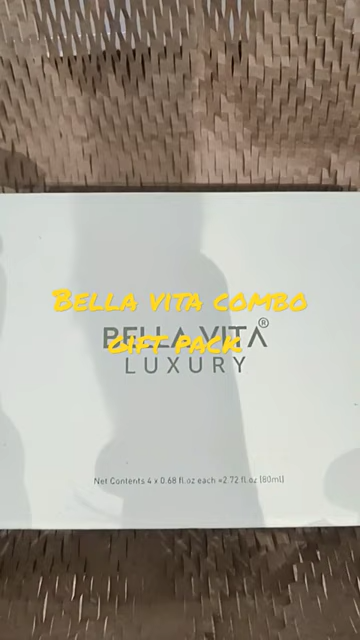 Bella vita combo
gift pack
BELLA VITA®
LUXURY
Net Contents 4 x 0.68 fl.oz each =2.72 fl.oz [80ml]